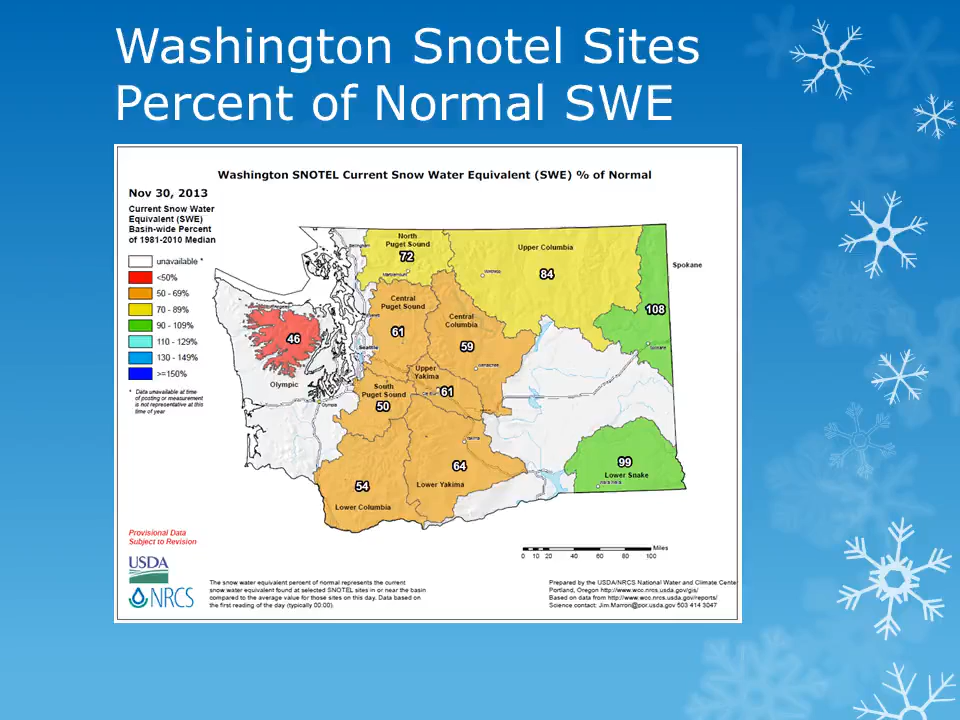 Washington Snotel Sites
Percent of Normal SWE
Washington SNOTEL Current Snow Water Equivalent (SWE) % of Normal
Nov 30, 2013
Current Snow Water
Equivalent (SWE)
Basin-wide Percent
of 1981-2010 Median
unavailable *
<50%
50 - 69%
70 - 89%
90 - 109%
110 - 129%
130 - 149%
>=150%
* Data unavailable at time
of posting or measurement
is not representative at this
time of year
North
Puget Sound
72
Upper Columbia
84
Spokane
108
Central
Puget Sound
61
Central
Columbia
59
46
Olympic
Seattle
Upper
Yakima
61
South
Puget Sound
50
Olympia
Yakima
64
Lower Yakima
54
Lower Columbia
99
Lower Snake
Walla Walla
Spokane
Wenatchee
Provisional Data
Subject to Revision
Miles
0 10 20 40 60 80 100
USDA
NRCS
The snow water equivalent percent of normal represents the current
snow water equivalent found at selected SNOTEL sites in or near the basin
compared to the average value for those sites on this day. Data based on
the first reading of the day (typically 00:00).
Prepared by the USDA/NRCS National Water and Climate Center
Portland, Oregon http://www.wcc.nrcs.usda.gov/gis/
Based on data from http://www.wcc.nrcs.usda.gov/reports/
Science contact: Jim.Marron@por.usda.gov 503 414 3047